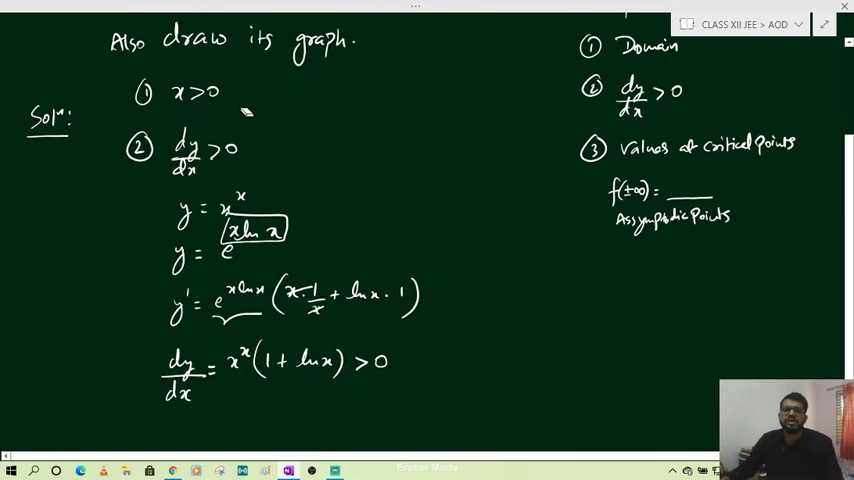 CLASS XII JEE > AOD
Also draw its graph.
① x>0
Solⁿ:
② dy/dx >0
y = x^x
y = e^(x ln x)
y' = e^(x ln x) (x·1/x + ln x · 1)
dy/dx = x^x (1 + ln x) > 0
① Domain
② dy/dx > 0
③ values at critical points
f(±∞) = ____
Assymptotic Points
Eraser Mode